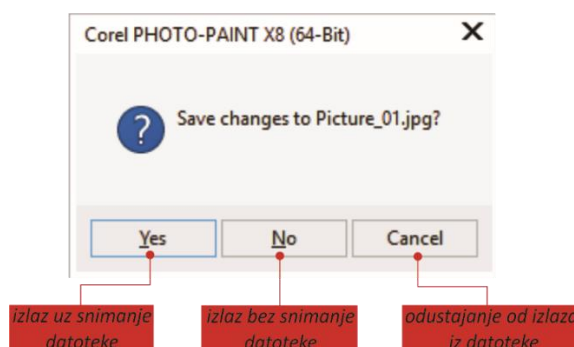 Corel PHOTO-PAINT X8 (64-Bit)
Save changes to Picture_01.jpg?
Yes
No
Cancel
izlaz uz snimanje
datoteke
izlaz bez snimanje
datoteke
odustajanje od izlaza
iz datoteke